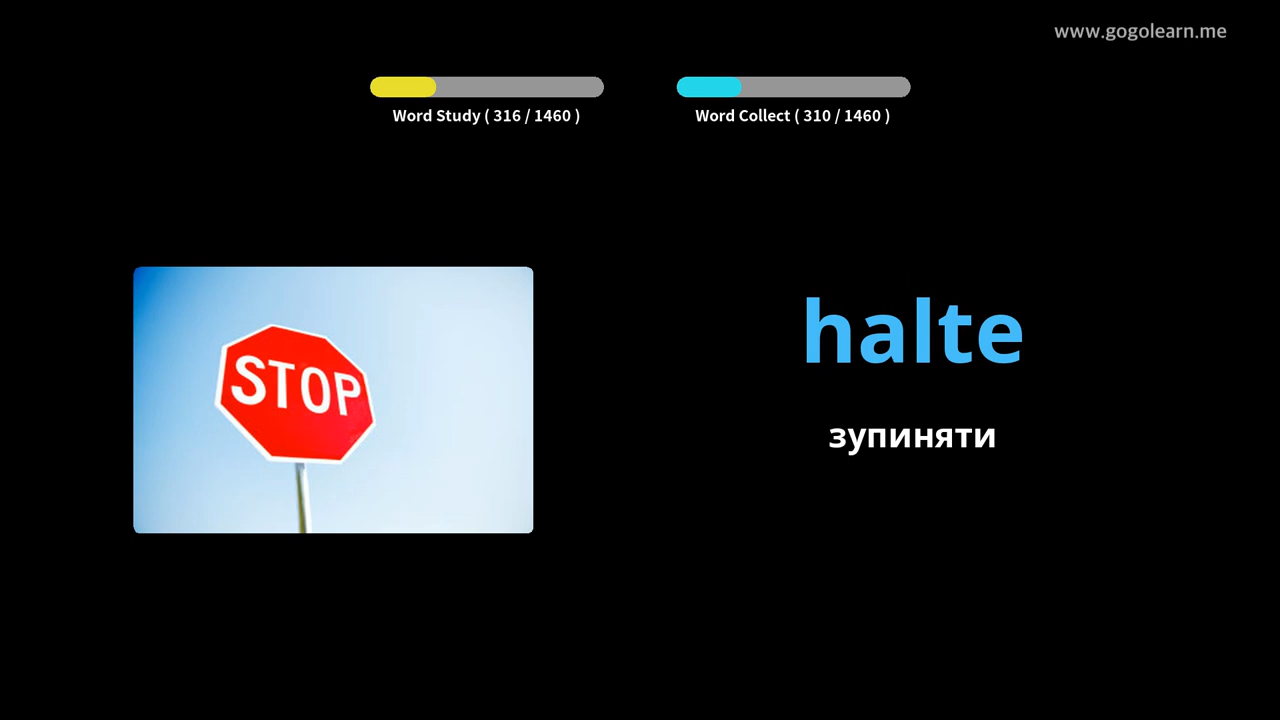 www.gogolearn.me
Word Study ( 316 / 1460 )
Word Collect ( 310 / 1460 )
STOP
halte
зупиняти